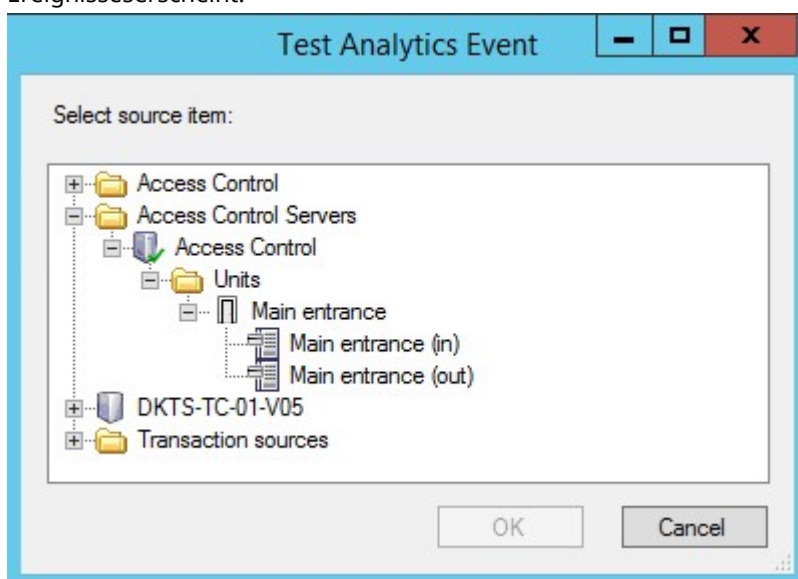 Ereignisseserscheint.
Test Analytics Event
Select source item:
Access Control
Access Control Servers
Access Control
Units
Main entrance
Main entrance (in)
Main entrance (out)
DKTS-TC-01-V05
Transaction sources
OK Cancel